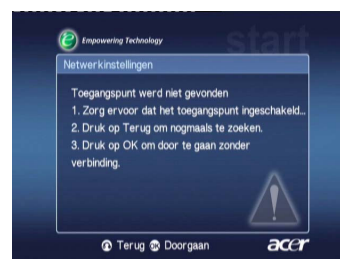 Empowering Technology
start
Netwerkinstellingen
Toegangspunt werd niet gevonden
1. Zorg ervoor dat het toegangspunt ingeschakeld...
2. Druk op Terug om nogmaals te zoeken.
3. Druk op OK om door te gaan zonder
verbinding.
Terug OK Doorgaan
acer